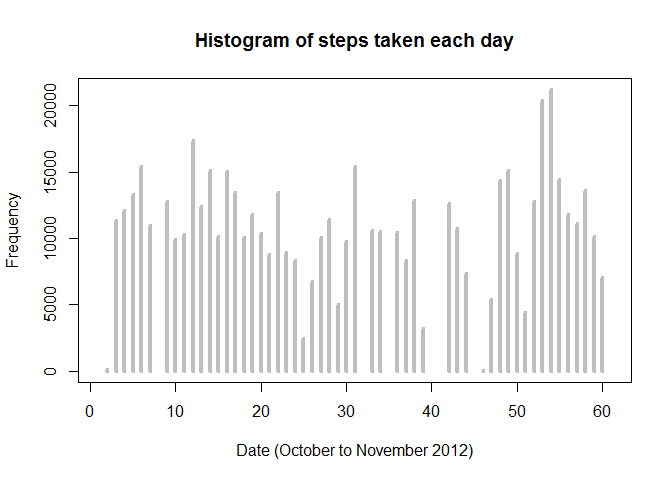 Histogram of steps taken each day
Frequency
20000
15000
10000
5000
0
0 10 20 30 40 50 60
Date (October to November 2012)